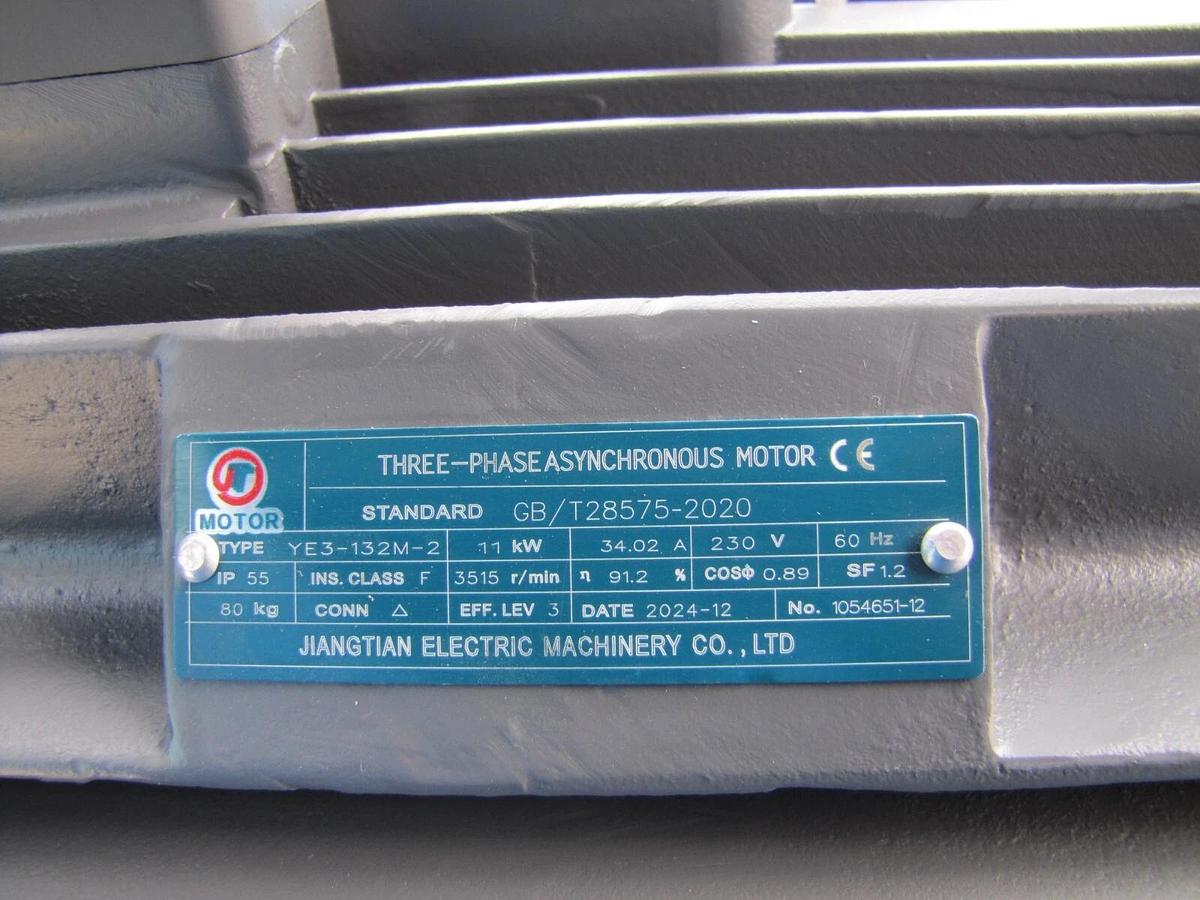 THREE-PHASE ASYNCHRONOUS MOTOR CE
MOTOR
STANDARD GB/T28575-2020
TYPE YE3-132M-2 11 kW 34.02 A 230 V 60 Hz
IP 55 INS. CLASS F 3515 r/min η 91.2 % COSΦ 0.89 SF 1.2
80 kg CONN △ EFF. LEV 3 DATE 2024-12 No. 1054651-12
JIANGTIAN ELECTRIC MACHINERY CO., LTD